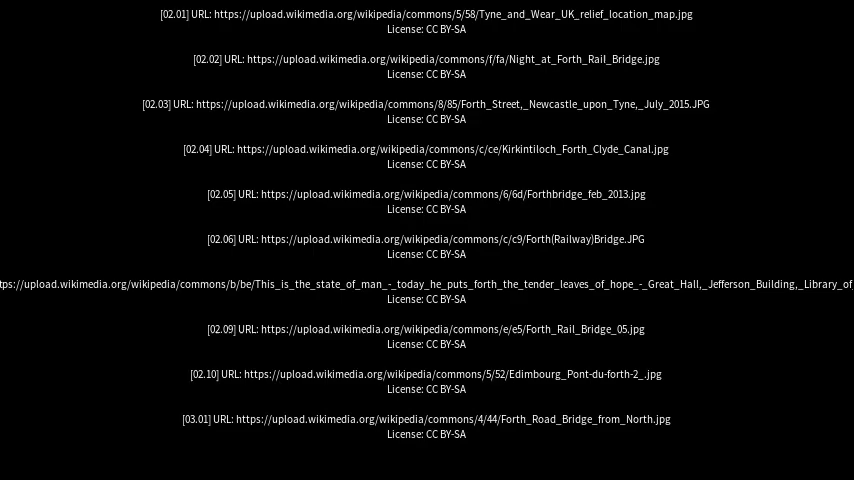 [02.01] URL: https://upload.wikimedia.org/wikipedia/commons/5/58/Tyne_and_Wear_UK_relief_location_map.jpg
License: CC BY-SA
[02.02] URL: https://upload.wikimedia.org/wikipedia/commons/f/fa/Night_at_Forth_Rail_Bridge.jpg
License: CC BY-SA
[02.03] URL: https://upload.wikimedia.org/wikipedia/commons/8/85/Forth_Street,_Newcastle_upon_Tyne,_July_2015.JPG
License: CC BY-SA
[02.04] URL: https://upload.wikimedia.org/wikipedia/commons/c/ce/Kirkintiloch_Forth_Clyde_Canal.jpg
License: CC BY-SA
[02.05] URL: https://upload.wikimedia.org/wikipedia/commons/6/6d/Forthbridge_feb_2013.jpg
License: CC BY-SA
[02.06] URL: https://upload.wikimedia.org/wikipedia/commons/c/c9/Forth(Railway)Bridge.JPG
License: CC BY-SA
tps://upload.wikimedia.org/wikipedia/commons/b/be/This_is_the_state_of_man_-_today_he_puts_forth_the_tender_leaves_of_hope_-_Great_Hall,_Jefferson_Building,_Library_of_
License: CC BY-SA
[02.09] URL: https://upload.wikimedia.org/wikipedia/commons/e/e5/Forth_Rail_Bridge_05.jpg
License: CC BY-SA
[02.10] URL: https://upload.wikimedia.org/wikipedia/commons/5/52/Edimbourg_Pont-du-forth-2_.jpg
License: CC BY-SA
[03.01] URL: https://upload.wikimedia.org/wikipedia/commons/4/44/Forth_Road_Bridge_from_North.jpg
License: CC BY-SA